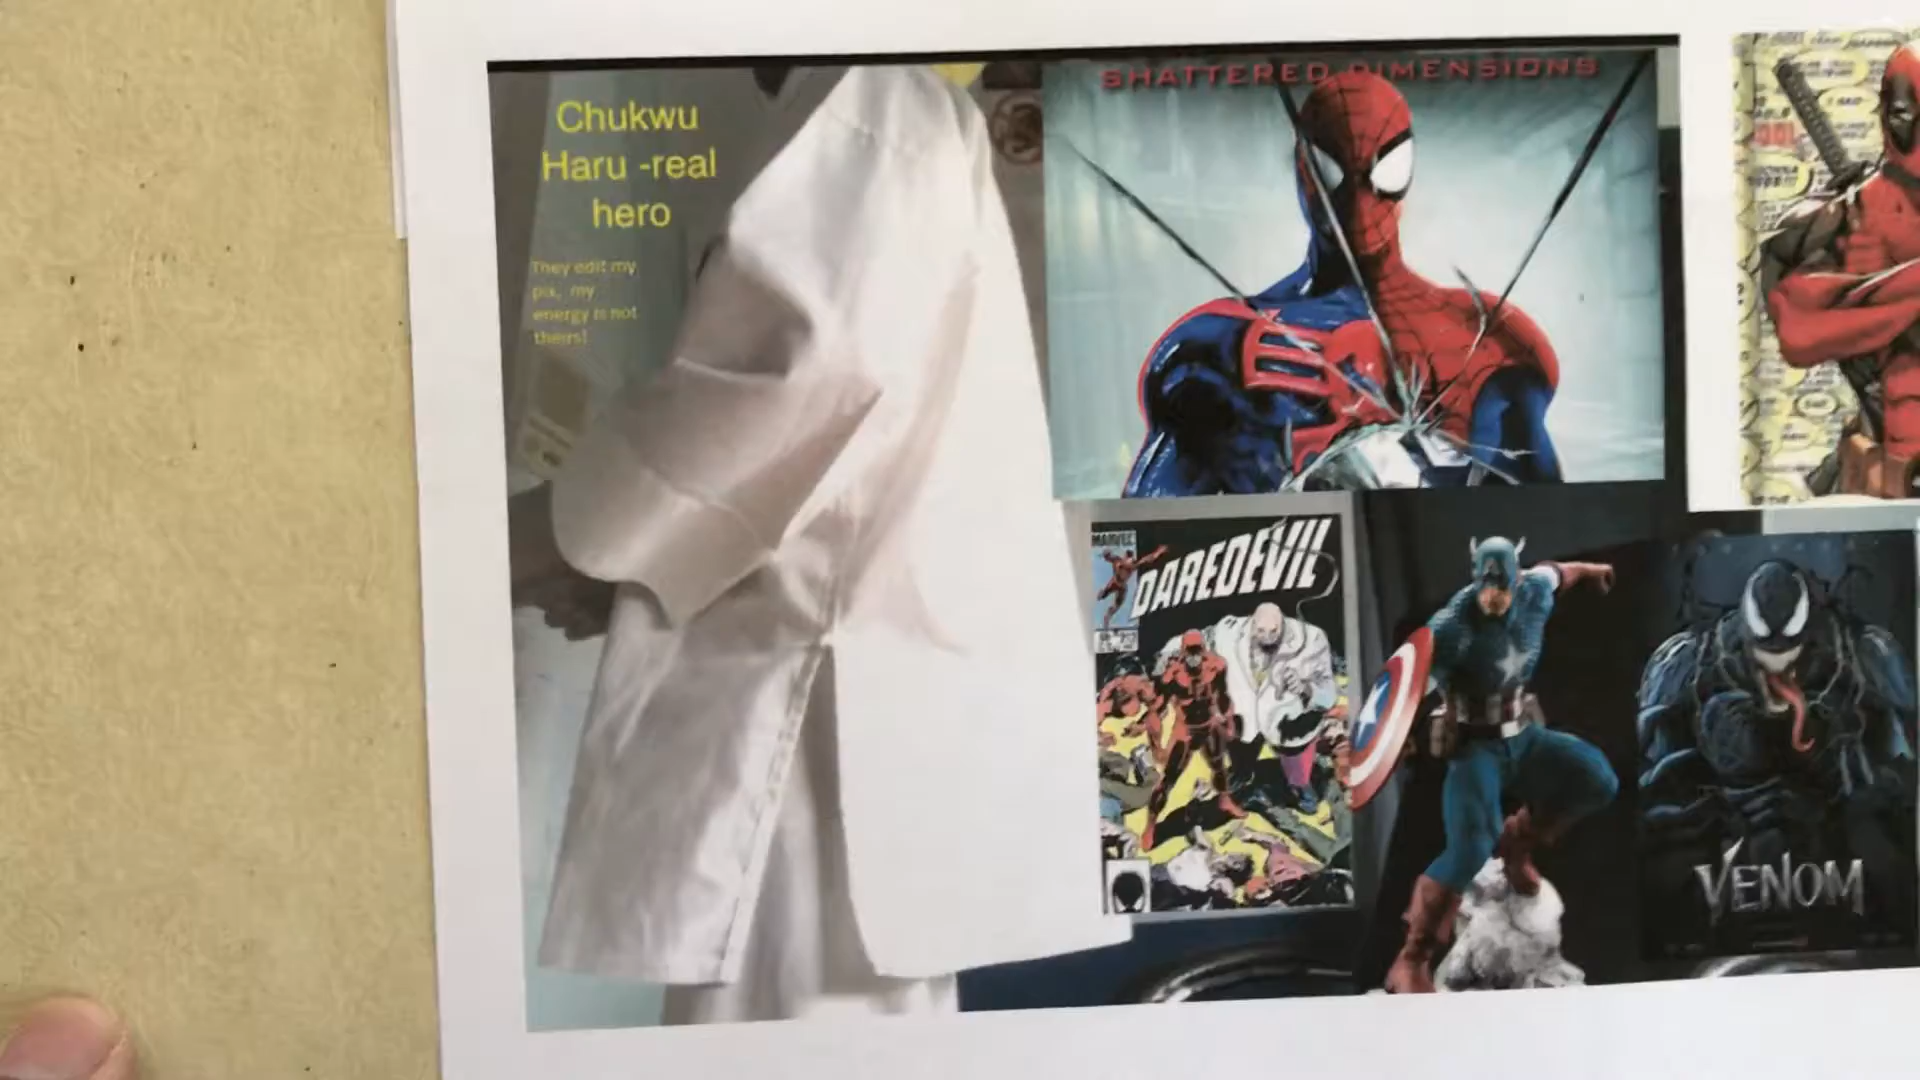 Chukwu
Haru -real
hero
They edit my
pix, my
energy is not
theirs!
SHATTERED DIMENSIONS
MARVEL
DAREDEVIL
VENOM